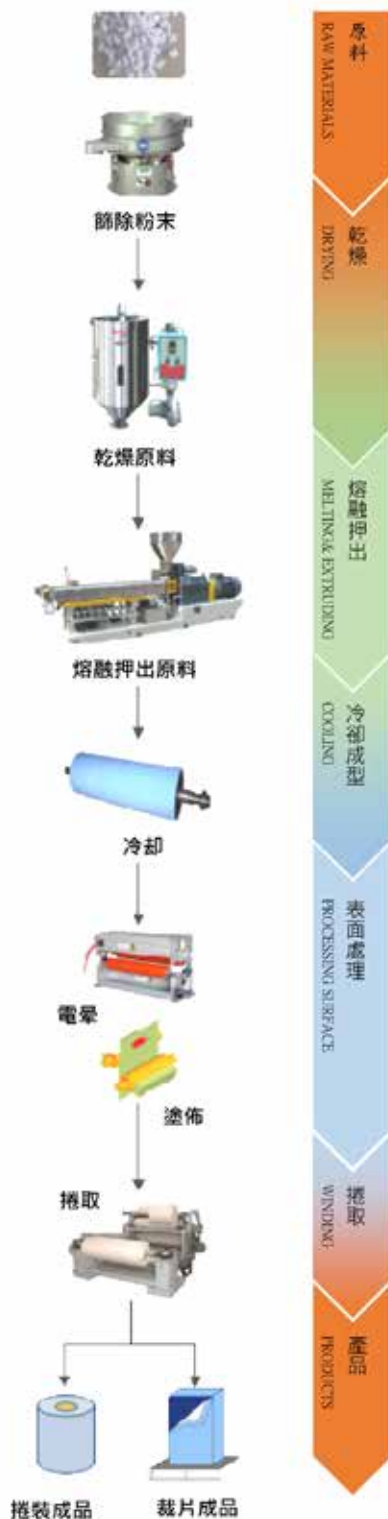 原料
RAW MATERIALS
篩除粉末
乾燥
DRYING
乾燥原料
熔融押出
MELTING& EXTRUDING
熔融押出原料
冷卻成型
COOLING
冷却
表面處理
PROCESSING SURFACE
電暈
塗佈
捲取
WINDING
捲取
產品
PRODUCTS
捲裝成品
裁片成品